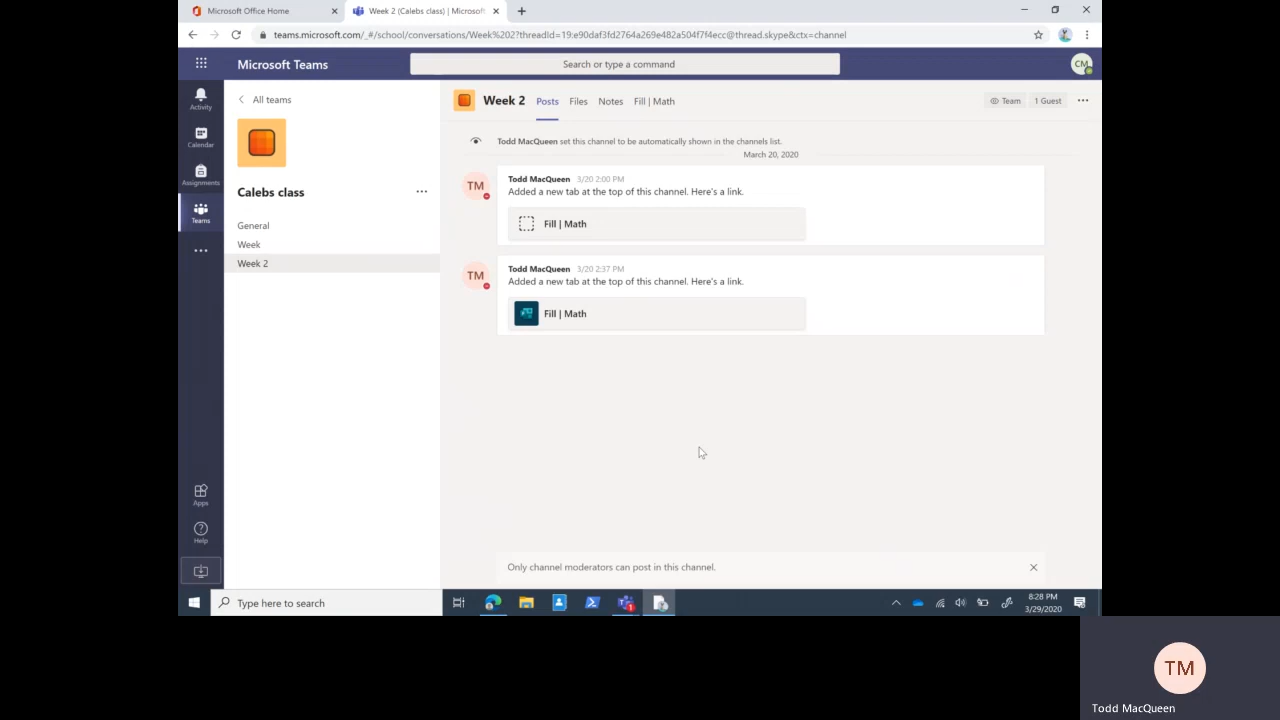 Microsoft Office Home
Week 2 (Calebs class) | Microsoft
teams.microsoft.com/_#/school/conversations/Week%202?threadId=19:e90daf3fd2764a269e482a504f7f4ecc@thread.skype&ctx=channel
Microsoft Teams
Search or type a command
CM
Activity
Calendar
Assignments
Teams
Apps
Help
All teams
Calebs class
General
Week
Week 2
Week 2
Posts
Files
Notes
Fill | Math
Team
1 Guest
Todd MacQueen set this channel to be automatically shown in the channels list.
March 20, 2020
TM
Todd MacQueen 3/20 2:00 PM
Added a new tab at the top of this channel. Here's a link.
Fill | Math
TM
Todd MacQueen 3/20 2:37 PM
Added a new tab at the top of this channel. Here's a link.
Fill | Math
Only channel moderators can post in this channel.
Type here to search
8:28 PM
3/29/2020
TM
Todd MacQueen